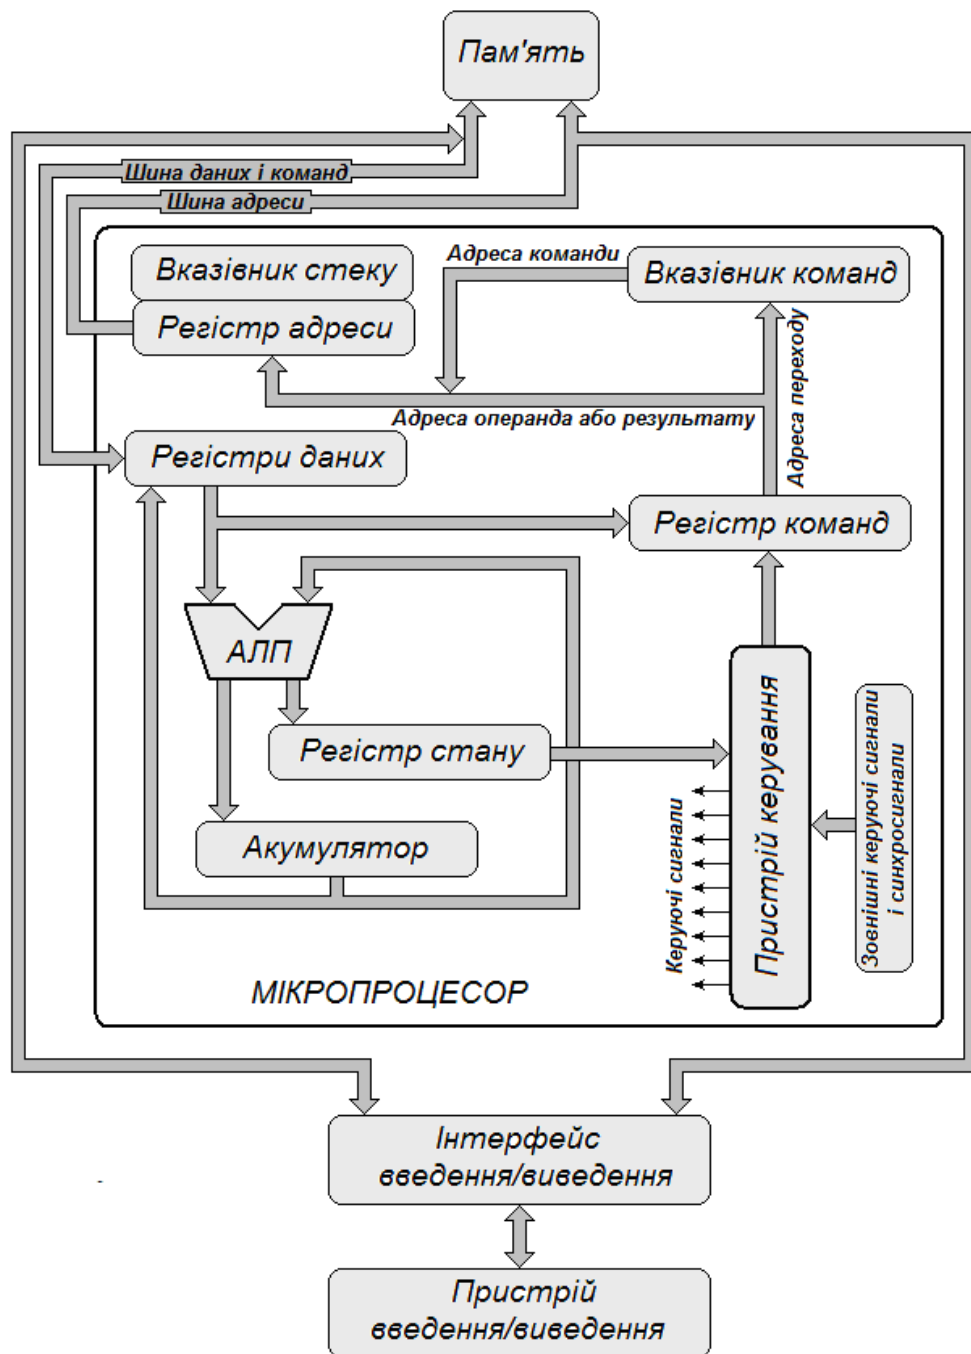 Пам'ять
Шина даних і команд
Шина адреси
Вказівник стеку
Адреса команди
Вказівник команд
Регістр адреси
Адреса переходу
Адреса операнда або результату
Регістри даних
Регістр команд
АЛП
Регістр стану
Пристрій керування
Зовнішні керуючі сигнали
і синхросигнали
Керуючі сигнали
Акумулятор
МІКРОПРОЦЕСОР
Інтерфейс
введення/виведення
Пристрій
введення/виведення